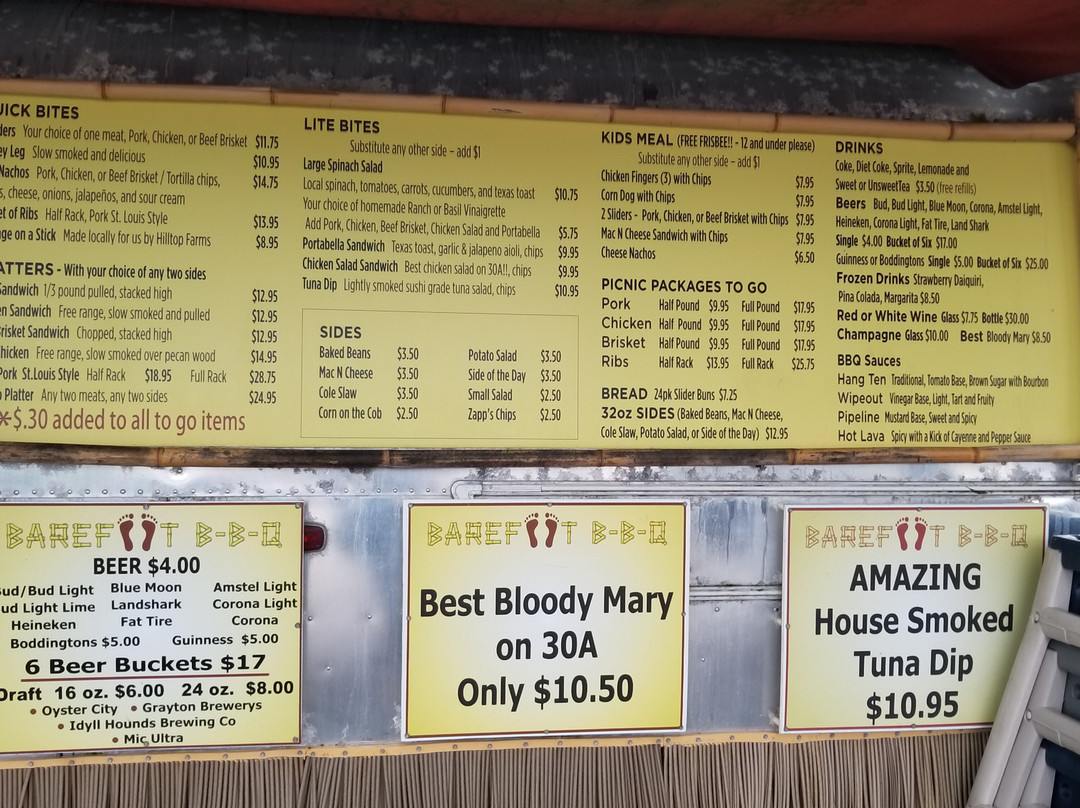 UICK BITES
ders Your choice of one meat, Pork, Chicken, or Beef Brisket $11.75
ey Leg Slow smoked and delicious $10.95
Nachos Pork, Chicken, or Beef Brisket / Tortilla chips, $14.75
s, cheese, onions, jalapeños, and sour cream
et of Ribs Half Rack, Pork St. Louis Style $13.95
ge on a Stick Made locally for us by Hilltop Farms $8.95
ATTERS - With your choice of any two sides
Sandwich 1/3 pound pulled, stacked high $12.95
en Sandwich Free range, slow smoked and pulled $12.95
risket Sandwich Chopped, stacked high $12.95
hicken Free range, slow smoked over pecan wood $14.95
Pork St.Louis Style Half Rack $18.95 Full Rack $28.75
o Platter Any two meats, any two sides $24.95
*$.30 added to all to go items
LITE BITES
Substitute any other side – add $1
Large Spinach Salad
Local spinach, tomatoes, carrots, cucumbers, and texas toast $10.75
Your choice of homemade Ranch or Basil Vinaigrette
Add Pork, Chicken, Beef Brisket, Chicken Salad and Portabella $5.75
Portabella Sandwich Texas toast, garlic & jalapeno aioli, chips $9.95
Chicken Salad Sandwich Best chicken salad on 30A!!, chips $9.95
Tuna Dip Lightly smoked sushi grade tuna salad, chips $10.95
SIDES
Baked Beans $3.50 Potato Salad $3.50
Mac N Cheese $3.50 Side of the Day $3.50
Cole Slaw $3.50 Small Salad $2.50
Corn on the Cob $2.50 Zapp's Chips $2.50
KIDS MEAL (FREE FRISBEE!! - 12 and under please)
Substitute any other side – add $1
Chicken Fingers (3) with Chips $7.95
Corn Dog with Chips $7.95
2 Sliders - Pork, Chicken, or Beef Brisket with Chips $7.95
Mac N Cheese Sandwich with Chips $7.95
Cheese Nachos $6.50
PICNIC PACKAGES TO GO
Pork Half Pound $9.95 Full Pound $17.95
Chicken Half Pound $9.95 Full Pound $17.95
Brisket Half Pound $9.95 Full Pound $17.95
Ribs Half Rack $13.95 Full Rack $25.75
BREAD 24pk Slider Buns $7.25
32oz SIDES (Baked Beans, Mac N Cheese,
Cole Slaw, Potato Salad, or Side of the Day) $12.95
DRINKS
Coke, Diet Coke, Sprite, Lemonade and
Sweet or UnsweetTea $3.50 (free refills)
Beers Bud, Bud Light, Blue Moon, Corona, Amstel Light,
Heineken, Corona Light, Fat Tire, Land Shark
Single $4.00 Bucket of Six $17.00
Guinness or Boddingtons Single $5.00 Bucket of Six $25.00
Frozen Drinks Strawberry Daiquiri,
Pina Colada, Margarita $8.50
Red or White Wine Glass $7.75 Bottle $30.00
Champagne Glass $10.00 Best Bloody Mary $8.50
BBQ Sauces
Hang Ten Traditional, Tomato Base, Brown Sugar with Bourbon
Wipeout Vinegar Base, Light, Tart and Fruity
Pipeline Mustard Base, Sweet and Spicy
Hot Lava Spicy with a Kick of Cayenne and Pepper Sauce
BAREFOOT B-B-Q
BEER $4.00
Bud/Bud Light Blue Moon Amstel Light
ud Light Lime Landshark Corona Light
Heineken Fat Tire Corona
Boddingtons $5.00 Guinness $5.00
6 Beer Buckets $17
Draft 16 oz. $6.00 24 oz. $8.00
• Oyster City • Grayton Brewerys
• Idyll Hounds Brewing Co
• Mic Ultra
BAREFOOT B-B-Q
Best Bloody Mary
on 30A
Only $10.50
BAREFOOT B-B-Q
AMAZING
House Smoked
Tuna Dip
$10.95